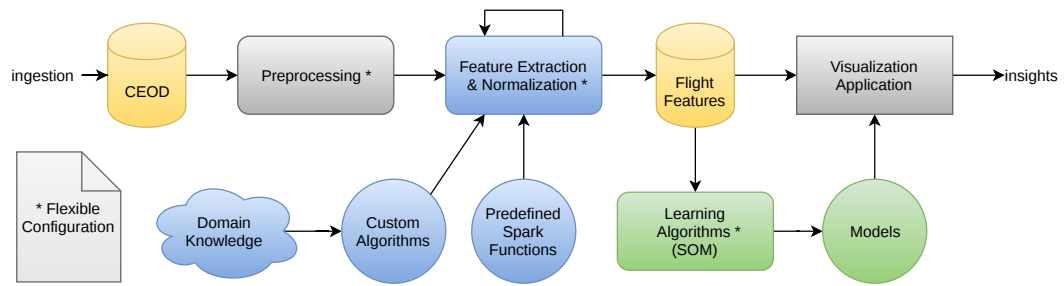 ingestion
CEOD
Preprocessing *
Feature Extraction
& Normalization *
Flight
Features
Visualization
Application
insights
* Flexible
Configuration
Domain
Knowledge
Custom
Algorithms
Predefined
Spark
Functions
Learning
Algorithms *
(SOM)
Models